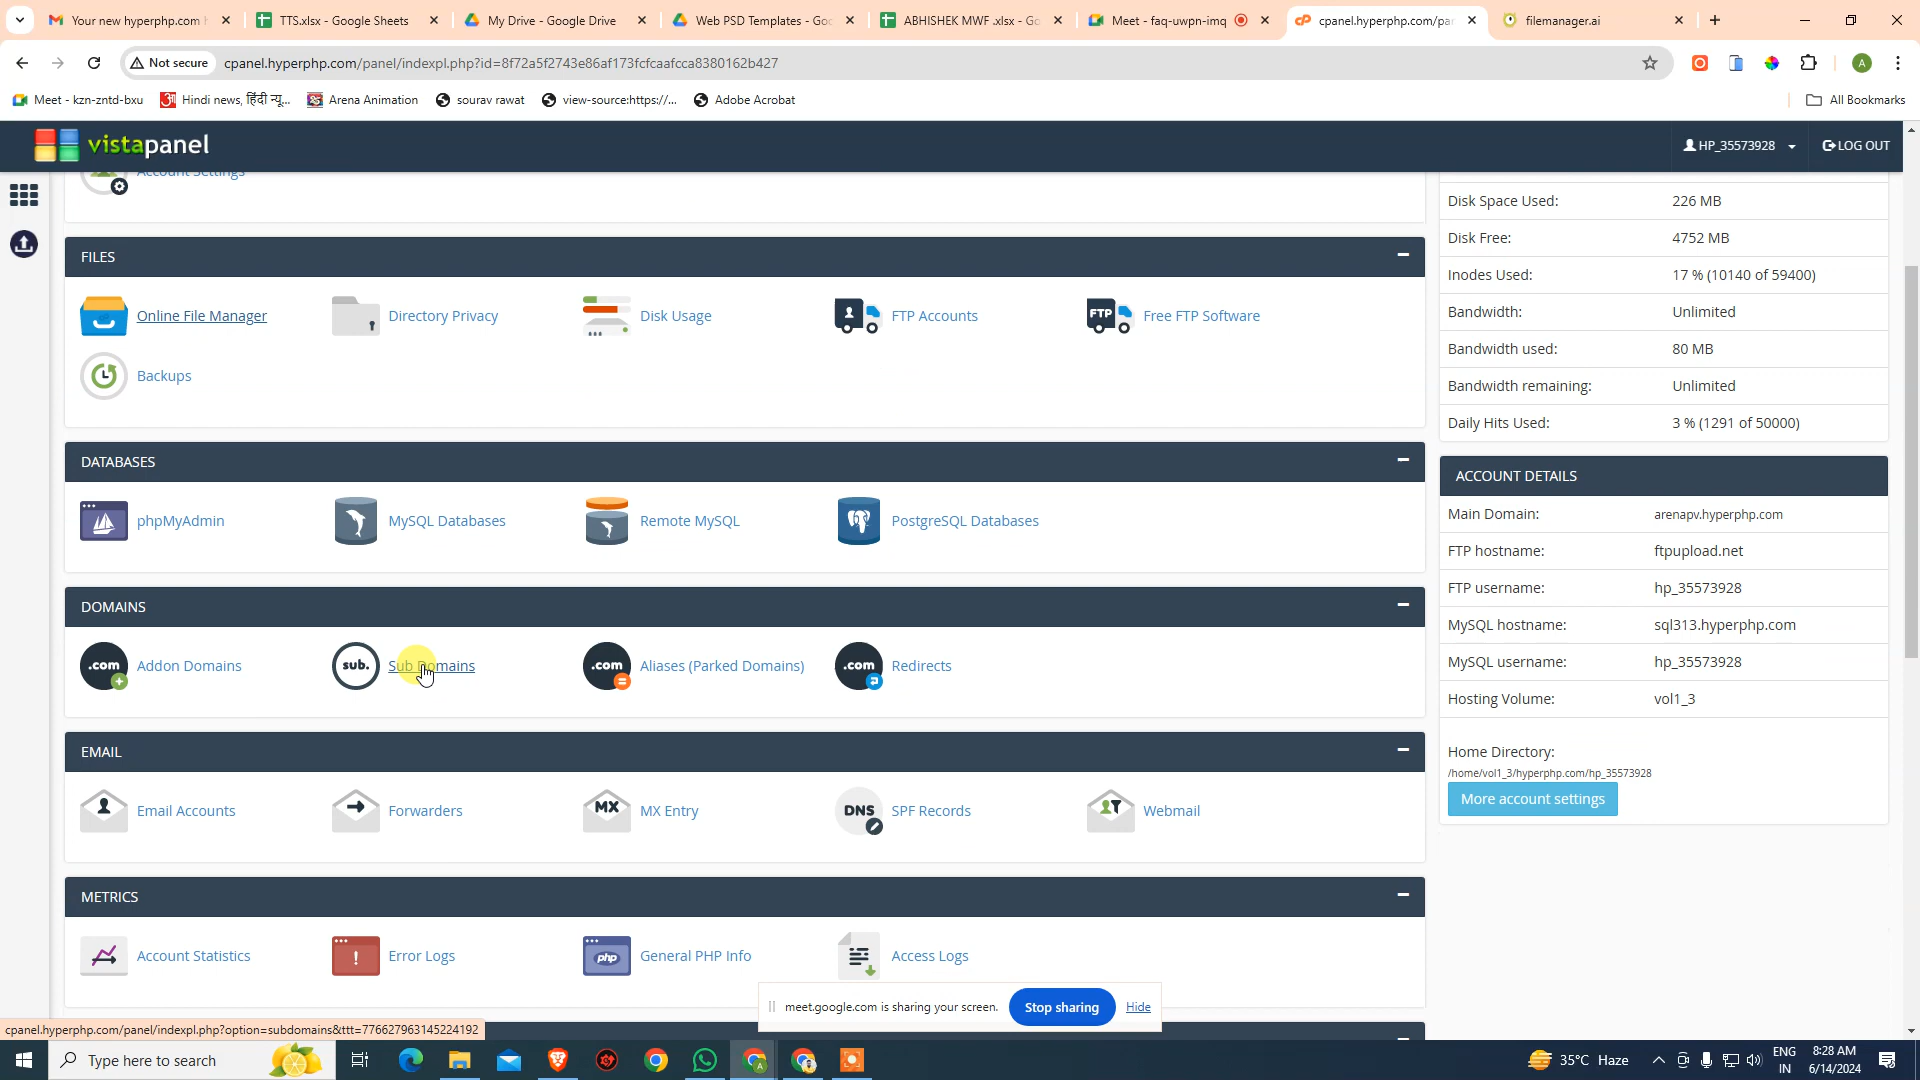 Your new hyperphp.com h
TTS.xlsx - Google Sheets
My Drive - Google Drive
Web PSD Templates - Goo
ABHISHEK MWF .xlsx - Go
Meet - faq-uwpn-imq
cpanel.hyperphp.com/pa
filemanager.ai
Not secure
cpanel.hyperphp.com/panel/indexpl.php?id=8f72a5f2743e86af173fcfcaafcca8380162b427
A
Meet - kzn-zntd-bxu
Hindi news, हिंदी न्यू...
Arena Animation
sourav rawat
view-source:https://...
Adobe Acrobat
All Bookmarks
vistapanel
HP_35573928
LOG OUT
Account Settings
FILES
Online File Manager
Directory Privacy
Disk Usage
FTP Accounts
FTP
Free FTP Software
Backups
DATABASES
phpMyAdmin
MySQL Databases
Remote MySQL
PostgreSQL Databases
DOMAINS
.com
Addon Domains
sub.
Sub Domains
.com
Aliases (Parked Domains)
.com
Redirects
EMAIL
Email Accounts
Forwarders
MX
MX Entry
DNS
SPF Records
Webmail
METRICS
Account Statistics
Error Logs
php
General PHP Info
Access Logs
Disk Space Used: 226 MB
Disk Free: 4752 MB
Inodes Used: 17 % (10140 of 59400)
Bandwidth: Unlimited
Bandwidth used: 80 MB
Bandwidth remaining: Unlimited
Daily Hits Used: 3 % (1291 of 50000)
ACCOUNT DETAILS
Main Domain: arenapv.hyperphp.com
FTP hostname: ftpupload.net
FTP username: hp_35573928
MySQL hostname: sql313.hyperphp.com
MySQL username: hp_35573928
Hosting Volume: vol1_3
Home Directory:
/home/vol1_3/hyperphp.com/hp_35573928
More account settings
meet.google.com is sharing your screen.
Stop sharing
Hide
cpanel.hyperphp.com/panel/indexpl.php?option=subdomains&ttt=776627963145224192
Type here to search
35°C Haze
ENG
IN
8:28 AM
6/14/2024